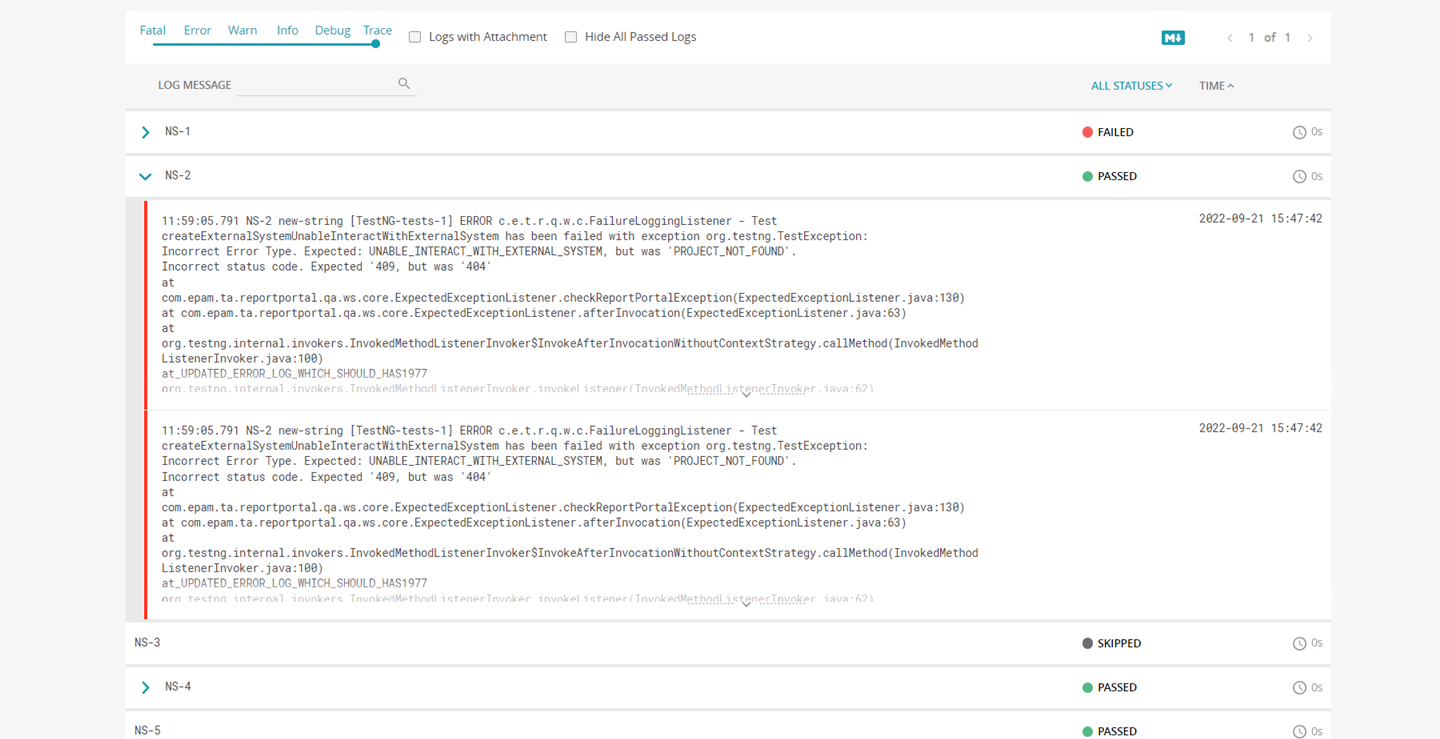 Fatal Error Warn Info Debug Trace Logs with Attachment Hide All Passed Logs M 1 of 1
LOG MESSAGE ALL STATUSES TIME
NS-1 FAILED 0s
NS-2 PASSED 0s
11:59:05.791 NS-2 new-string [TestNG-tests-1] ERROR c.e.t.r.q.w.c.FailureLoggingListener - Test 2022-09-21 15:47:42
createExternalSystemUnableInteractWithExternalSystem has been failed with exception org.testng.TestException:
Incorrect Error Type. Expected: UNABLE_INTERACT_WITH_EXTERNAL_SYSTEM, but was 'PROJECT_NOT_FOUND'.
Incorrect status code. Expected '409, but was '404'
at
com.epam.ta.reportportal.qa.ws.core.ExpectedExceptionListener.checkReportPortalException(ExpectedExceptionListener.java:130)
at com.epam.ta.reportportal.qa.ws.core.ExpectedExceptionListener.afterInvocation(ExpectedExceptionListener.java:63)
at
org.testng.internal.invokers.InvokedMethodListenerInvoker$InvokeAfterInvocationWithoutContextStrategy.callMethod(InvokedMethod
ListenerInvoker.java:100)
at_UPDATED_ERROR_LOG_WHICH_SHOULD_HAS1977
org.testng.internal.invokers.InvokedMethodListenerInvoker.invokeListener(InvokedMethodListenerInvoker.java:62)
11:59:05.791 NS-2 new-string [TestNG-tests-1] ERROR c.e.t.r.q.w.c.FailureLoggingListener - Test 2022-09-21 15:47:42
createExternalSystemUnableInteractWithExternalSystem has been failed with exception org.testng.TestException:
Incorrect Error Type. Expected: UNABLE_INTERACT_WITH_EXTERNAL_SYSTEM, but was 'PROJECT_NOT_FOUND'.
Incorrect status code. Expected '409, but was '404'
at
com.epam.ta.reportportal.qa.ws.core.ExpectedExceptionListener.checkReportPortalException(ExpectedExceptionListener.java:130)
at com.epam.ta.reportportal.qa.ws.core.ExpectedExceptionListener.afterInvocation(ExpectedExceptionListener.java:63)
at
org.testng.internal.invokers.InvokedMethodListenerInvoker$InvokeAfterInvocationWithoutContextStrategy.callMethod(InvokedMethod
ListenerInvoker.java:100)
at_UPDATED_ERROR_LOG_WHICH_SHOULD_HAS1977
org.testng.internal.invokers.InvokedMethodListenerInvoker.invokeListener(InvokedMethodListenerInvoker.java:62)
NS-3 SKIPPED 0s
NS-4 PASSED 0s
NS-5 PASSED 0s